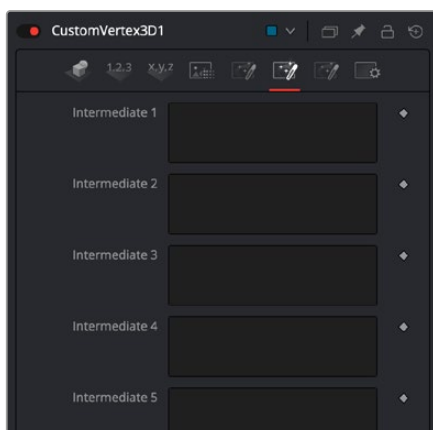 CustomVertex3D1
1.2.3 x.y.z
Intermediate 1
Intermediate 2
Intermediate 3
Intermediate 4
Intermediate 5